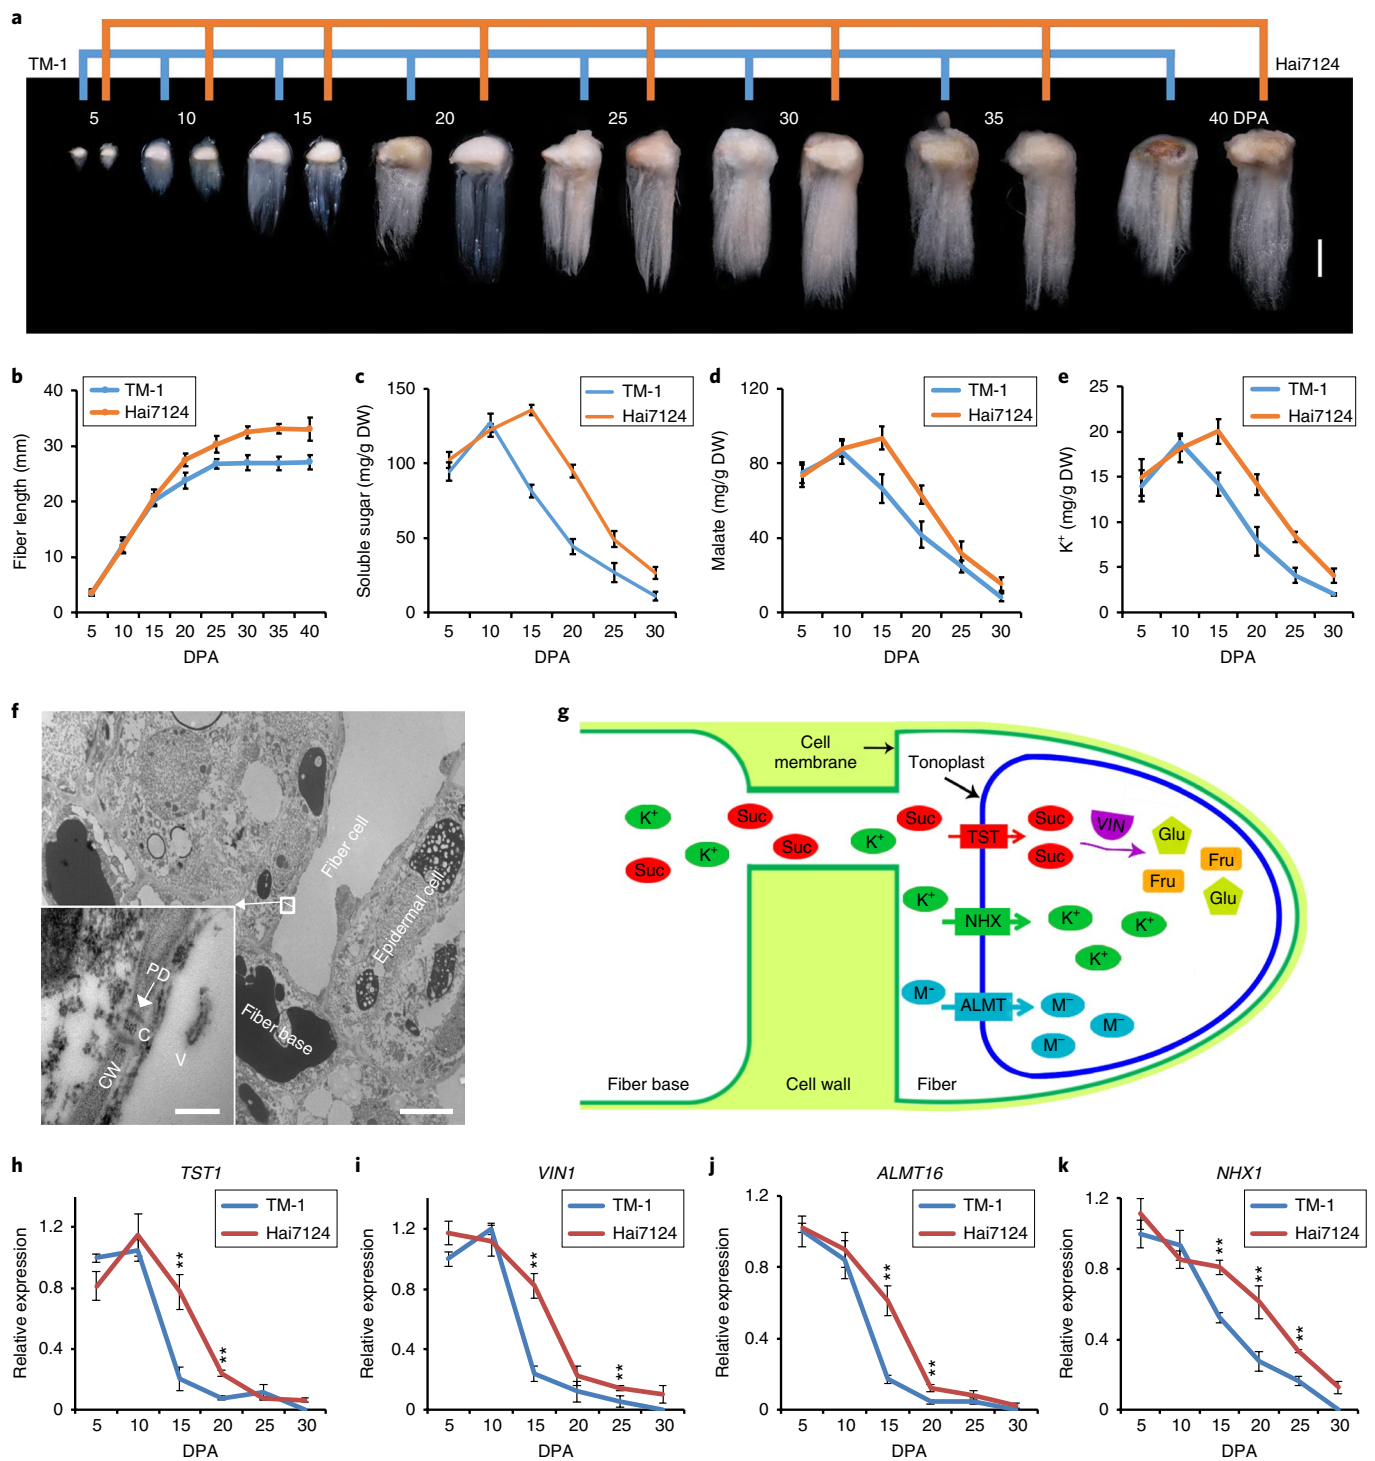 a
TM-1
Hai7124
5 10 15 20 25 30 35 40 DPA
b
TM-1
Hai7124
Fiber length (mm)
40
30
20
10
0
5 10 15 20 25 30 35 40
DPA
c
TM-1
Hai7124
Soluble sugar (mg/g DW)
150
100
50
0
5 10 15 20 25 30
DPA
d
TM-1
Hai7124
Malate (mg/g DW)
120
80
40
0
5 10 15 20 25 30
DPA
e
TM-1
Hai7124
K⁺ (mg/g DW)
25
20
15
10
5
0
5 10 15 20 25 30
DPA
f
Fiber cell
Epidermal cell
Fiber base
PD
C
V
CW
g
Cell
membrane
Tonoplast
K⁺ Suc Suc Suc VIN Glu
K⁺ Suc K⁺ TST Suc Fru
Suc Fru
K⁺ Glu
NHX K⁺ K⁺
K⁺
M⁻ ALMT M⁻ M⁻
M⁻
Fiber base Cell wall Fiber
h
TST1
TM-1
Hai7124
Relative expression
1.2
0.8
0.4
0
**
**
5 10 15 20 25 30
DPA
i
VIN1
TM-1
Hai7124
Relative expression
1.2
0.8
0.4
0
**
**
5 10 15 20 25 30
DPA
j
ALMT16
TM-1
Hai7124
Relative expression
1.2
0.8
0.4
0
**
**
5 10 15 20 25 30
DPA
k
NHX1
TM-1
Hai7124
Relative expression
1.2
0.8
0.4
0
**
**
**
5 10 15 20 25 30
DPA